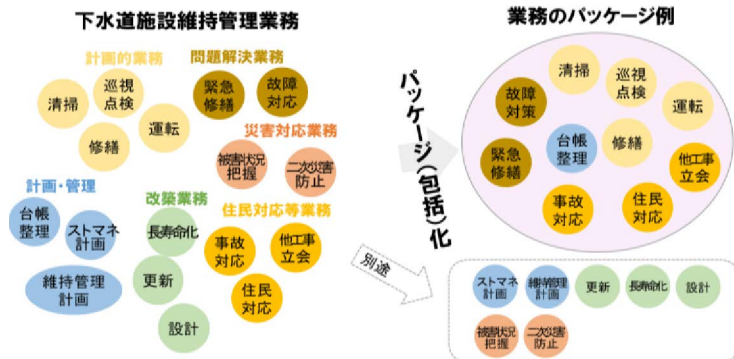 下水道施設維持管理業務
計画的業務
清掃
巡視
点検
修繕
運転
問題解決業務
緊急
修繕
故障
対応
災害対応業務
被害状況
把握
二次災害
防止
計画・管理
台帳
整理
ストマネ
計画
維持管理
計画
改築業務
長寿命化
更新
設計
住民対応等業務
事故
対応
他工事
立会
住民
対応
パッケージ(包括)化
別途
業務のパッケージ例
清掃
巡視
点検
故障
対策
運転
台帳
整理
修繕
緊急
修繕
他工事
立会
事故
対応
住民
対応
ストマネ
計画
維持管理
計画
更新
長寿命化
設計
被害状況
把握
二次災害
防止